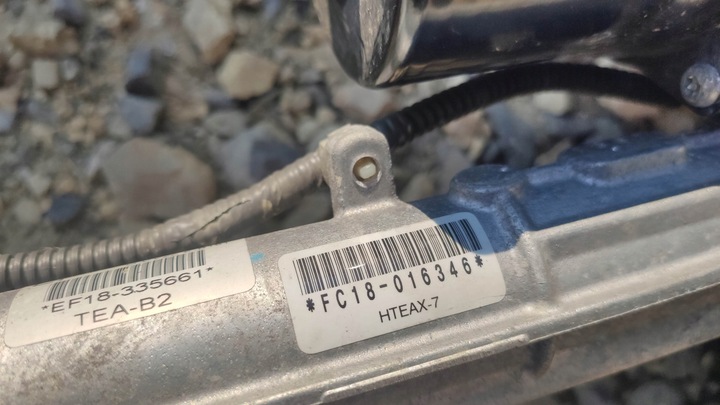 *EF18-335661*
TEA-B2
*FC18-016346*
HTEAX-7